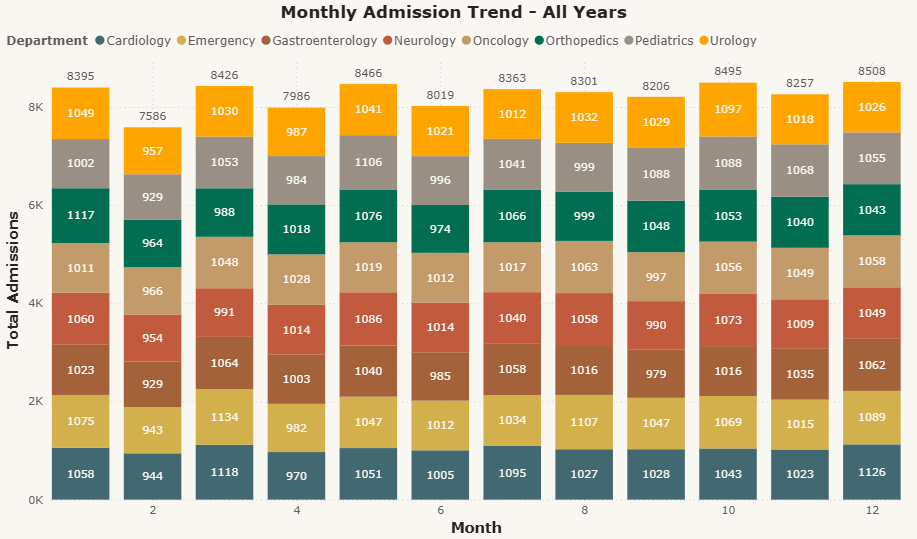 Monthly Admission Trend - All Years
Department Cardiology Emergency Gastroenterology Neurology Oncology Orthopedics Pediatrics Urology
8395 7586 8426 7986 8466 8019 8363 8301 8206 8495 8257 8508
1049 957 1030 987 1041 1021 1012 1032 1029 1097 1018 1026
1002 929 1053 984 1106 996 1041 999 1088 1088 1068 1055
1117 964 988 1018 1076 974 1066 999 1048 1053 1040 1043
1011 966 1048 1028 1019 1012 1017 1063 997 1056 1049 1058
1060 954 991 1014 1086 1014 1040 1058 990 1073 1009 1049
1023 929 1064 1003 1040 985 1058 1016 979 1016 1035 1062
1075 943 1134 982 1047 1012 1034 1107 1047 1069 1015 1089
1058 944 1118 970 1051 1005 1095 1027 1028 1043 1023 1126
8K
6K
4K
2K
0K
Total Admissions
2 4 6 8 10 12
Month